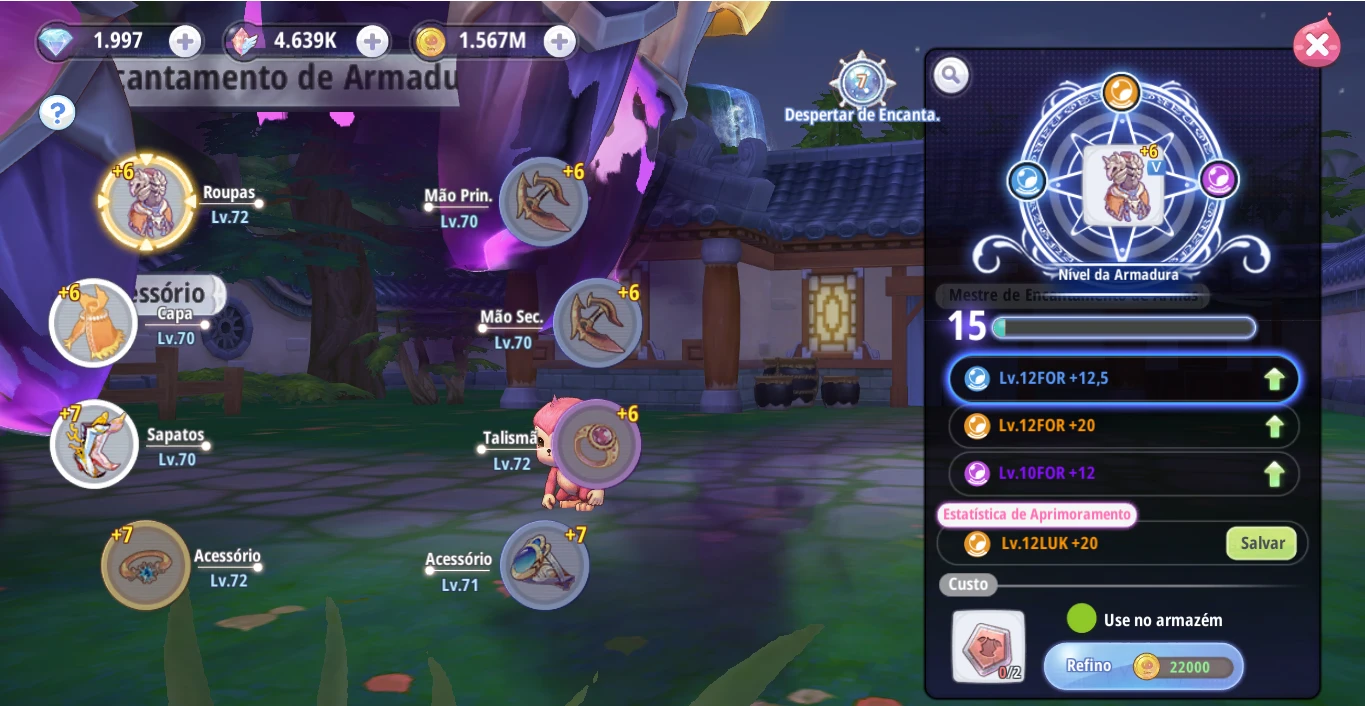 1.997
4.639K
1.567M
cantamento de Armadu
?
7
Despertar de Encanta.
+6
Roupas
Lv.72
Mão Prin.
Lv.70
+6
+6
essório
Capa
Lv.70
Mão Sec.
Lv.70
+6
+7
Sapatos
Lv.70
Talismã
Lv.72
+6
+7
Acessório
Lv.72
Acessório
Lv.71
+7
+6
V
Nível da Armadura
Mestre de Encantamento de Armas
15
Lv.12FOR +12,5
Lv.12FOR +20
Lv.10FOR +12
Estatística de Aprimoramento
Lv.12LUK +20
Salvar
Custo
0/2
Use no armazém
Refino
22000